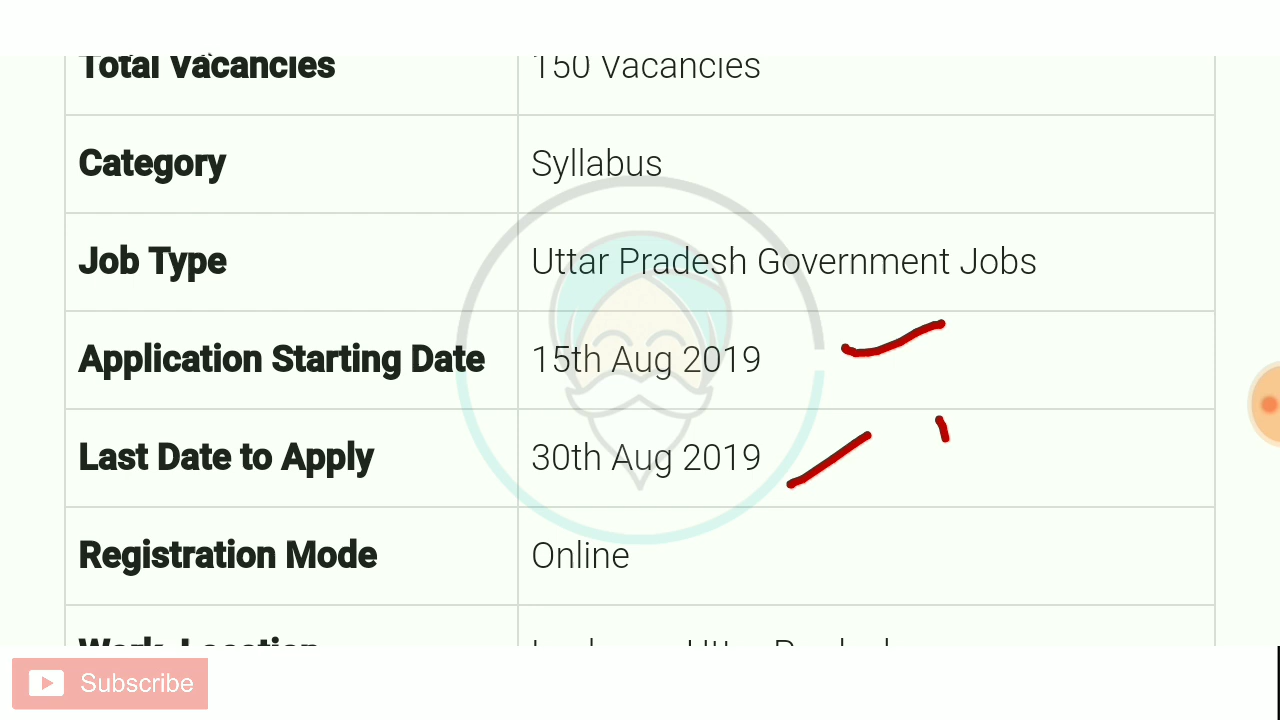 Total Vacancies 150 Vacancies
Category Syllabus
Job Type Uttar Pradesh Government Jobs
Application Starting Date 15th Aug 2019
Last Date to Apply 30th Aug 2019
Registration Mode Online
Subscribe